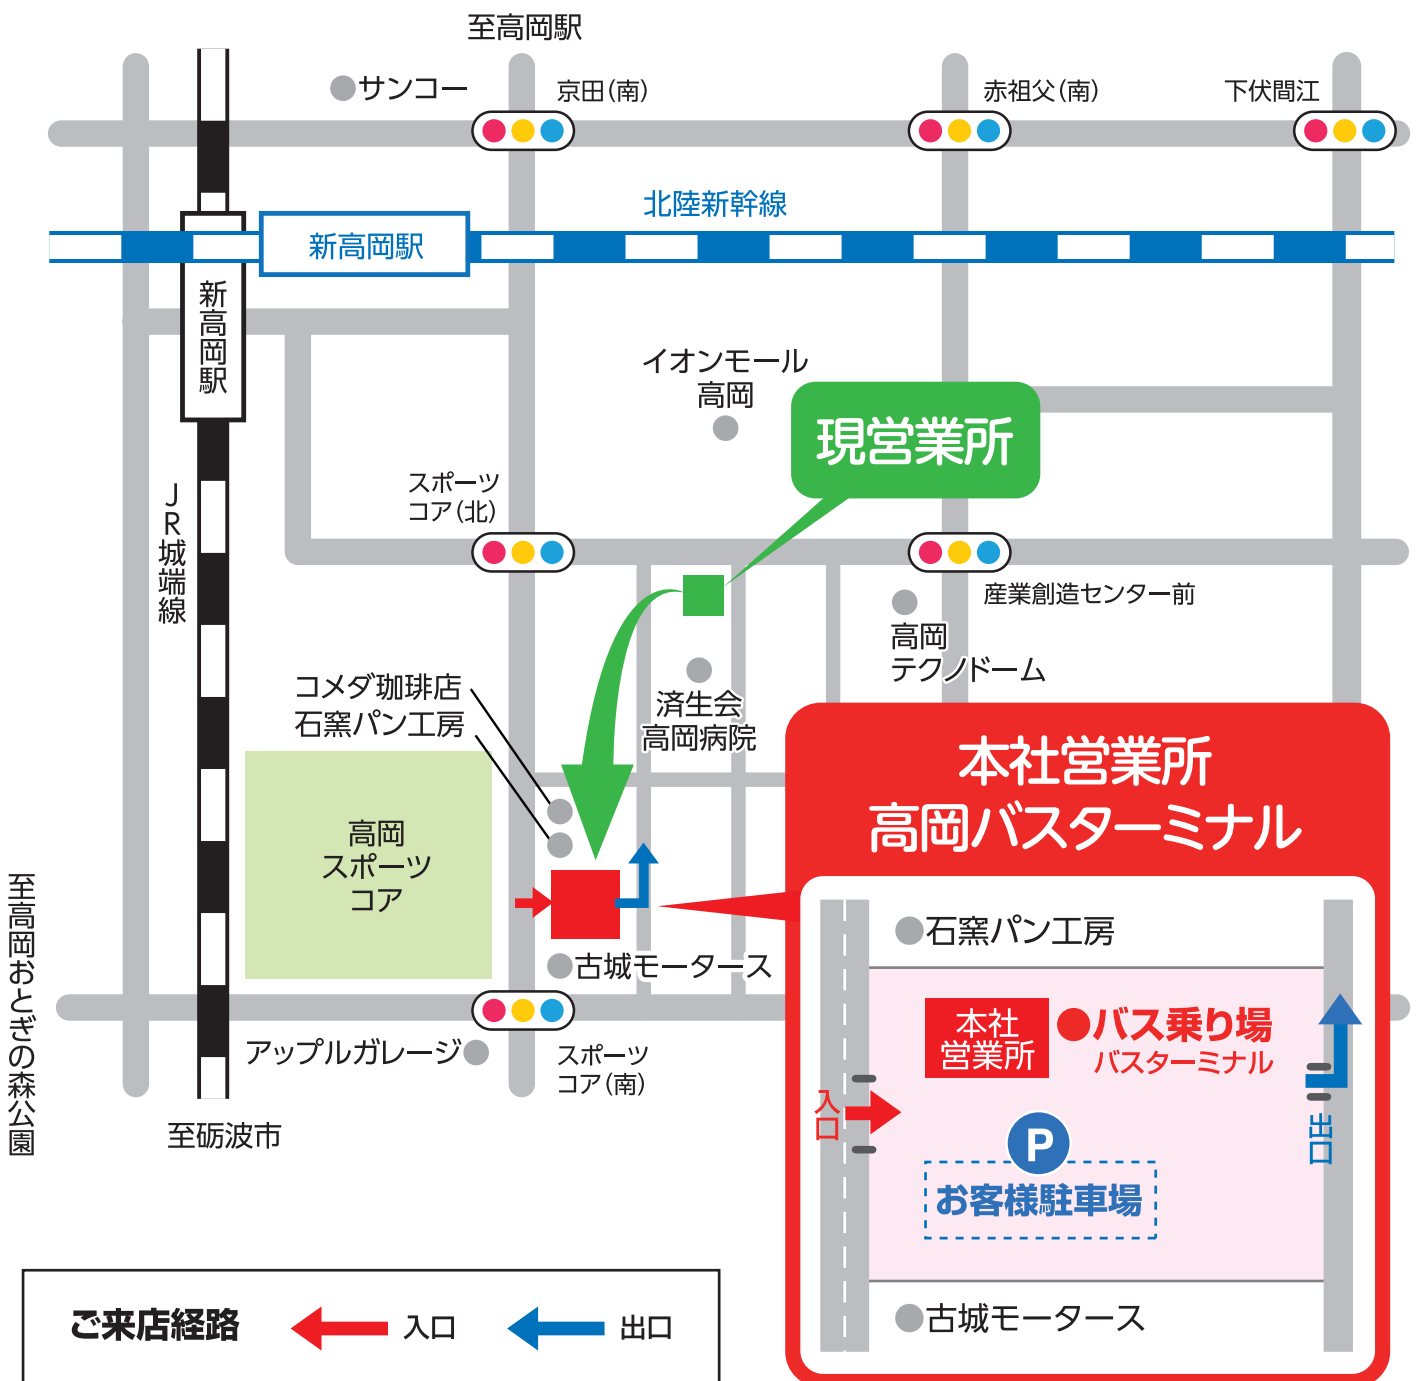 至高岡駅
サンコー
京田(南)
赤祖父(南)
下伏間江
北陸新幹線
新高岡駅
新高岡駅
イオンモール
高岡
現営業所
スポーツ
コア(北)
JR城端線
産業創造センター前
高岡
テクノドーム
コメダ珈琲店
石窯パン工房
済生会
高岡病院
高岡
スポーツ
コア
古城モータース
アップルガレージ
スポーツ
コア(南)
至高岡おとぎの森公園
至砺波市
本社営業所
高岡バスターミナル
石窯パン工房
本社
営業所
バス乗り場
バスターミナル
入口
出口
P
お客様駐車場
古城モータース
ご来店経路
入口
出口